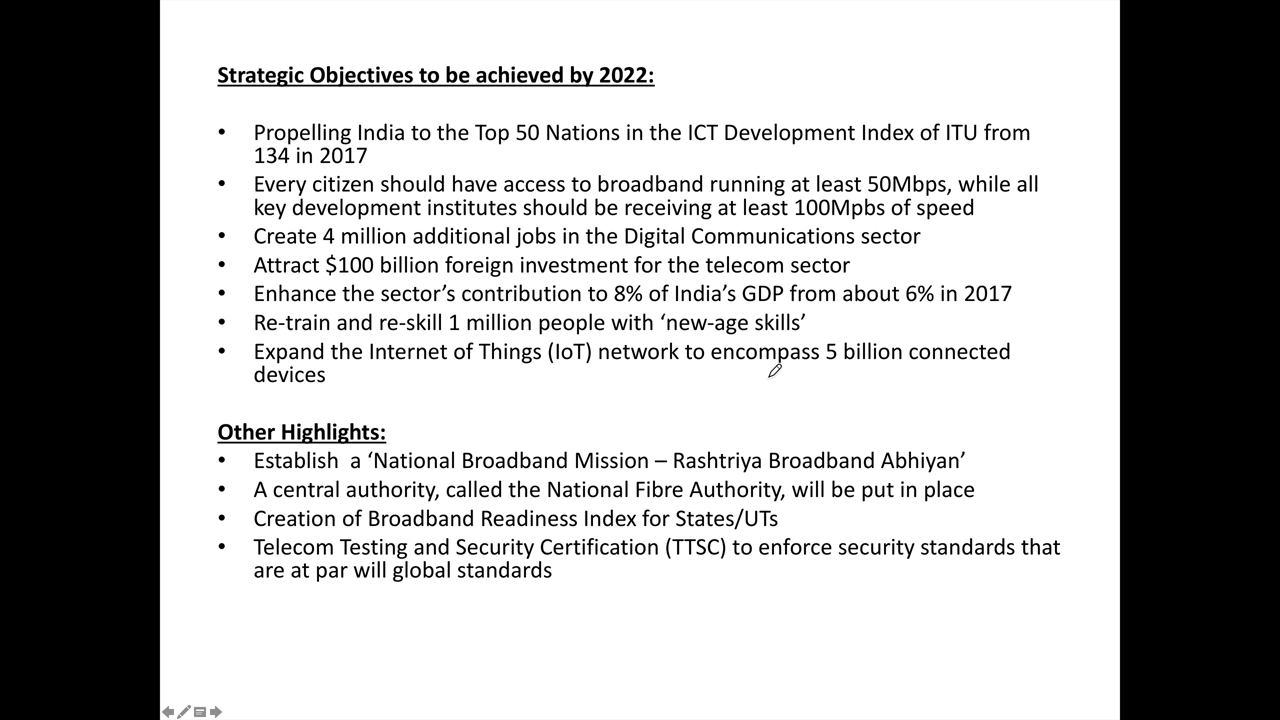 Strategic Objectives to be achieved by 2022:
• Propelling India to the Top 50 Nations in the ICT Development Index of ITU from
134 in 2017
• Every citizen should have access to broadband running at least 50Mbps, while all
key development institutes should be receiving at least 100Mpbs of speed
• Create 4 million additional jobs in the Digital Communications sector
• Attract $100 billion foreign investment for the telecom sector
• Enhance the sector’s contribution to 8% of India’s GDP from about 6% in 2017
• Re-train and re-skill 1 million people with ‘new-age skills’
• Expand the Internet of Things (IoT) network to encompass 5 billion connected
devices
Other Highlights:
• Establish  a ‘National Broadband Mission – Rashtriya Broadband Abhiyan’
• A central authority, called the National Fibre Authority, will be put in place
• Creation of Broadband Readiness Index for States/UTs
• Telecom Testing and Security Certification (TTSC) to enforce security standards that
are at par will global standards